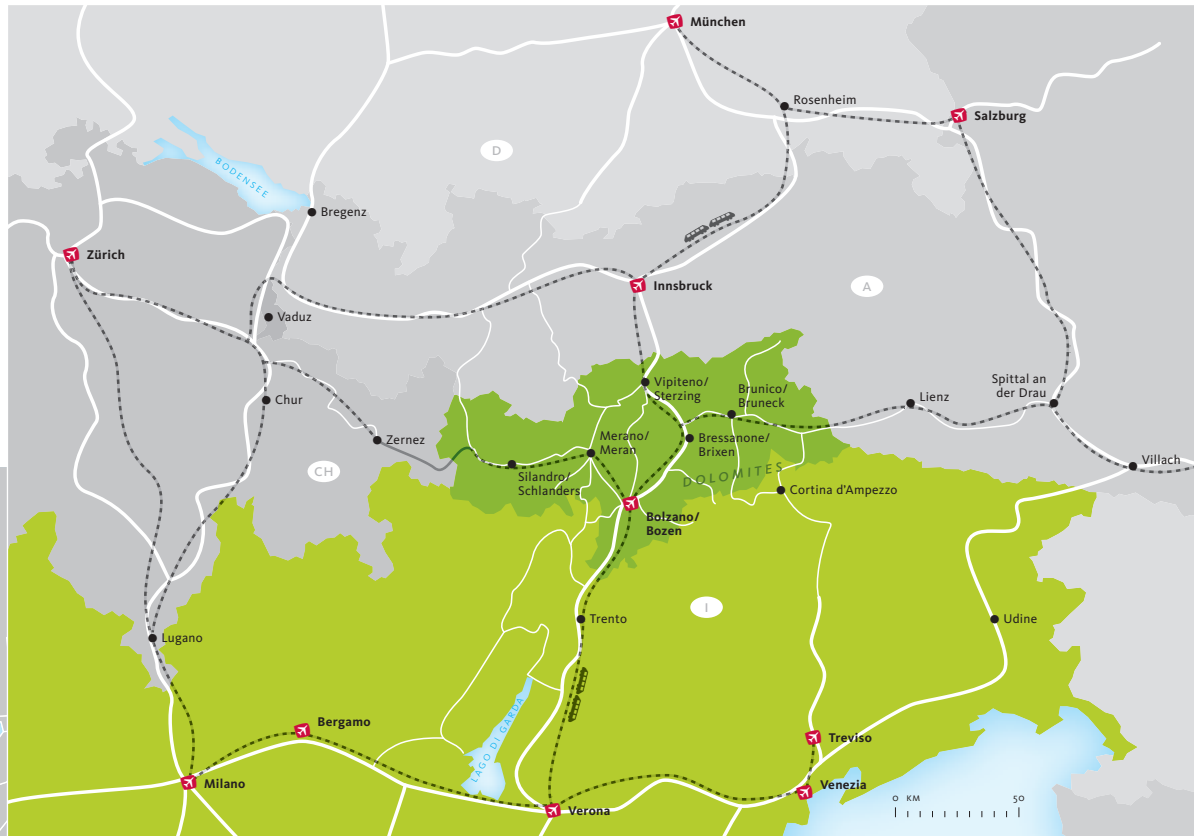 München
Rosenheim
Salzburg
D
BODENSEE
Bregenz
Zürich
Innsbruck
A
Vaduz
Vipiteno/
Sterzing
Brunico/
Bruneck
Spittal an
der Drau
Lienz
Chur
Zernez
Merano/
Meran
Bressanone/
Brixen
Villach
CH
Silandro/
Schlanders
DOLOMITES
Cortina d'Ampezzo
Bolzano/
Bozen
I
Trento
Udine
Lugano
LAGO DI GARDA
Bergamo
Treviso
Milano
Venezia
Verona
0 KM 50